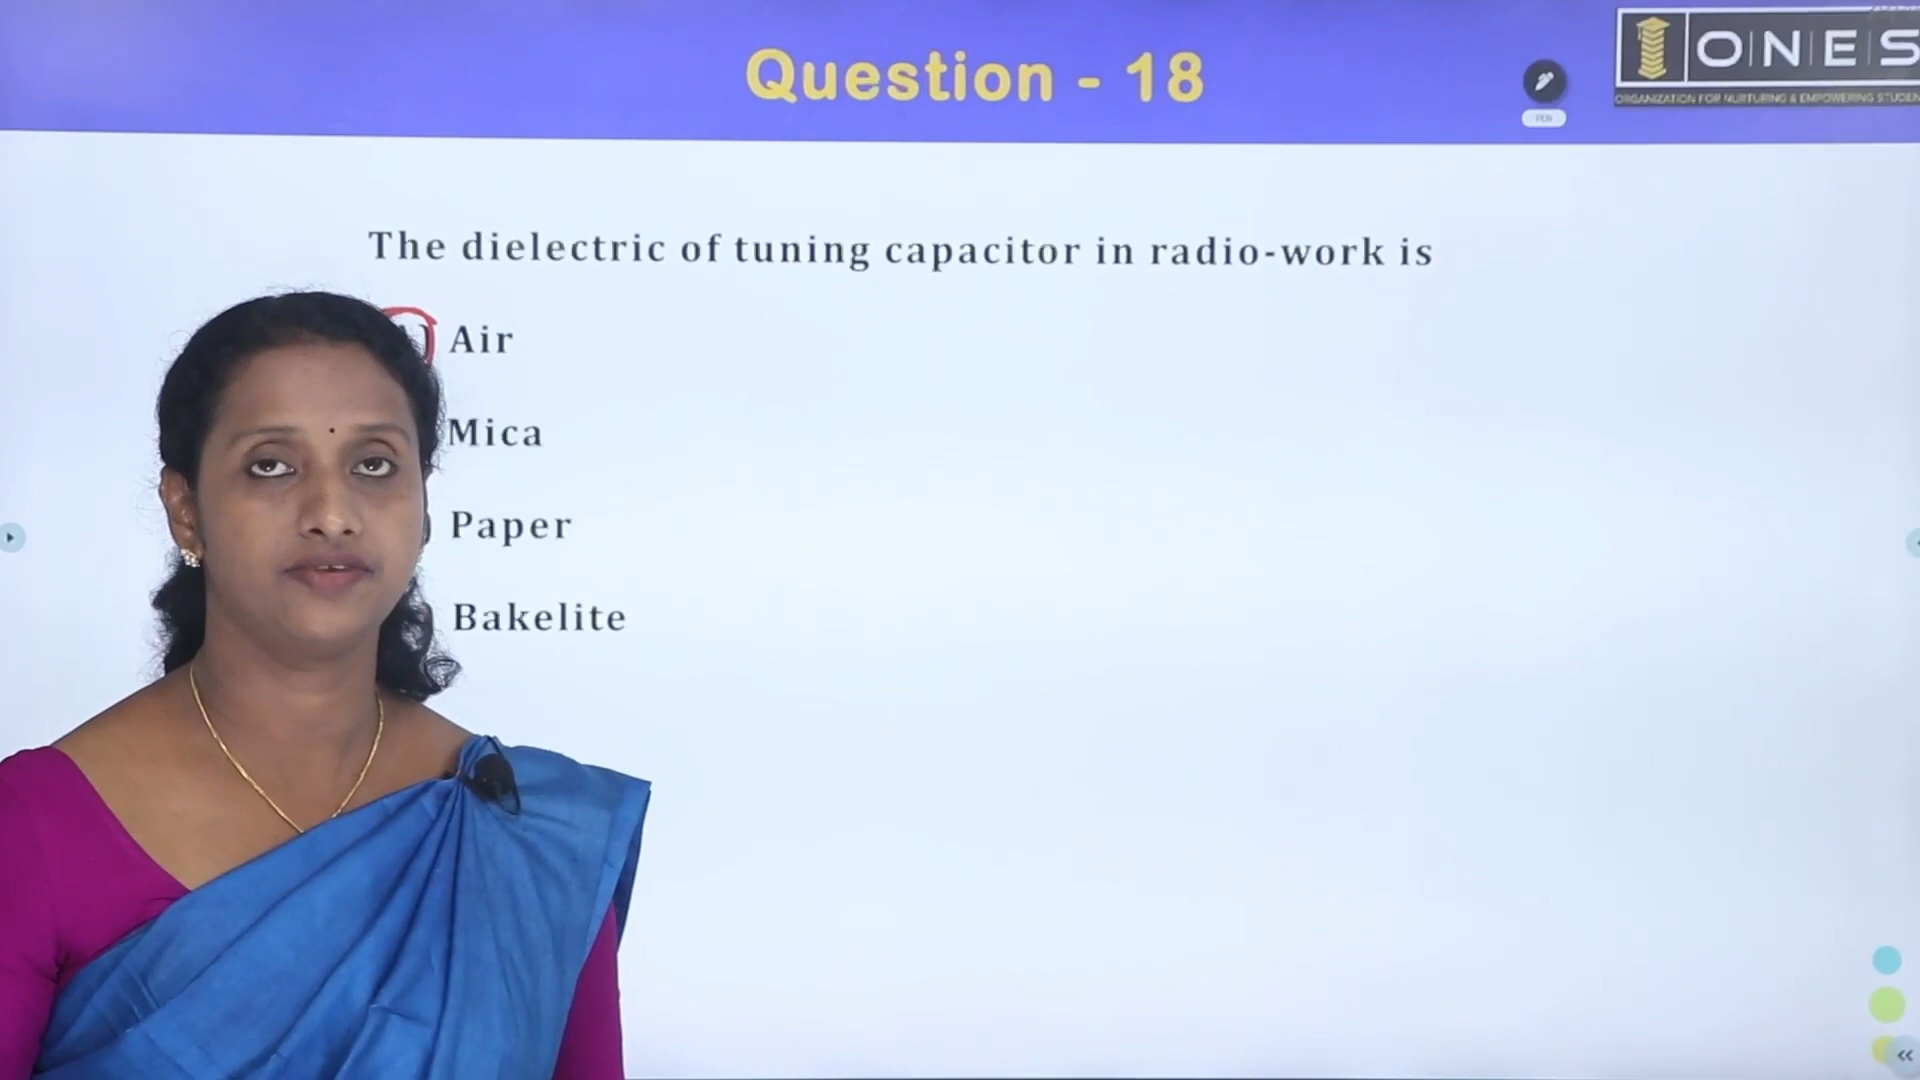 Question - 18
ONES
ORGANIZATION FOR NURTURING & EMPOWERING STUDEN
PEN
The dielectric of tuning capacitor in radio-work is
A) Air
Mica
) Paper
) Bakelite